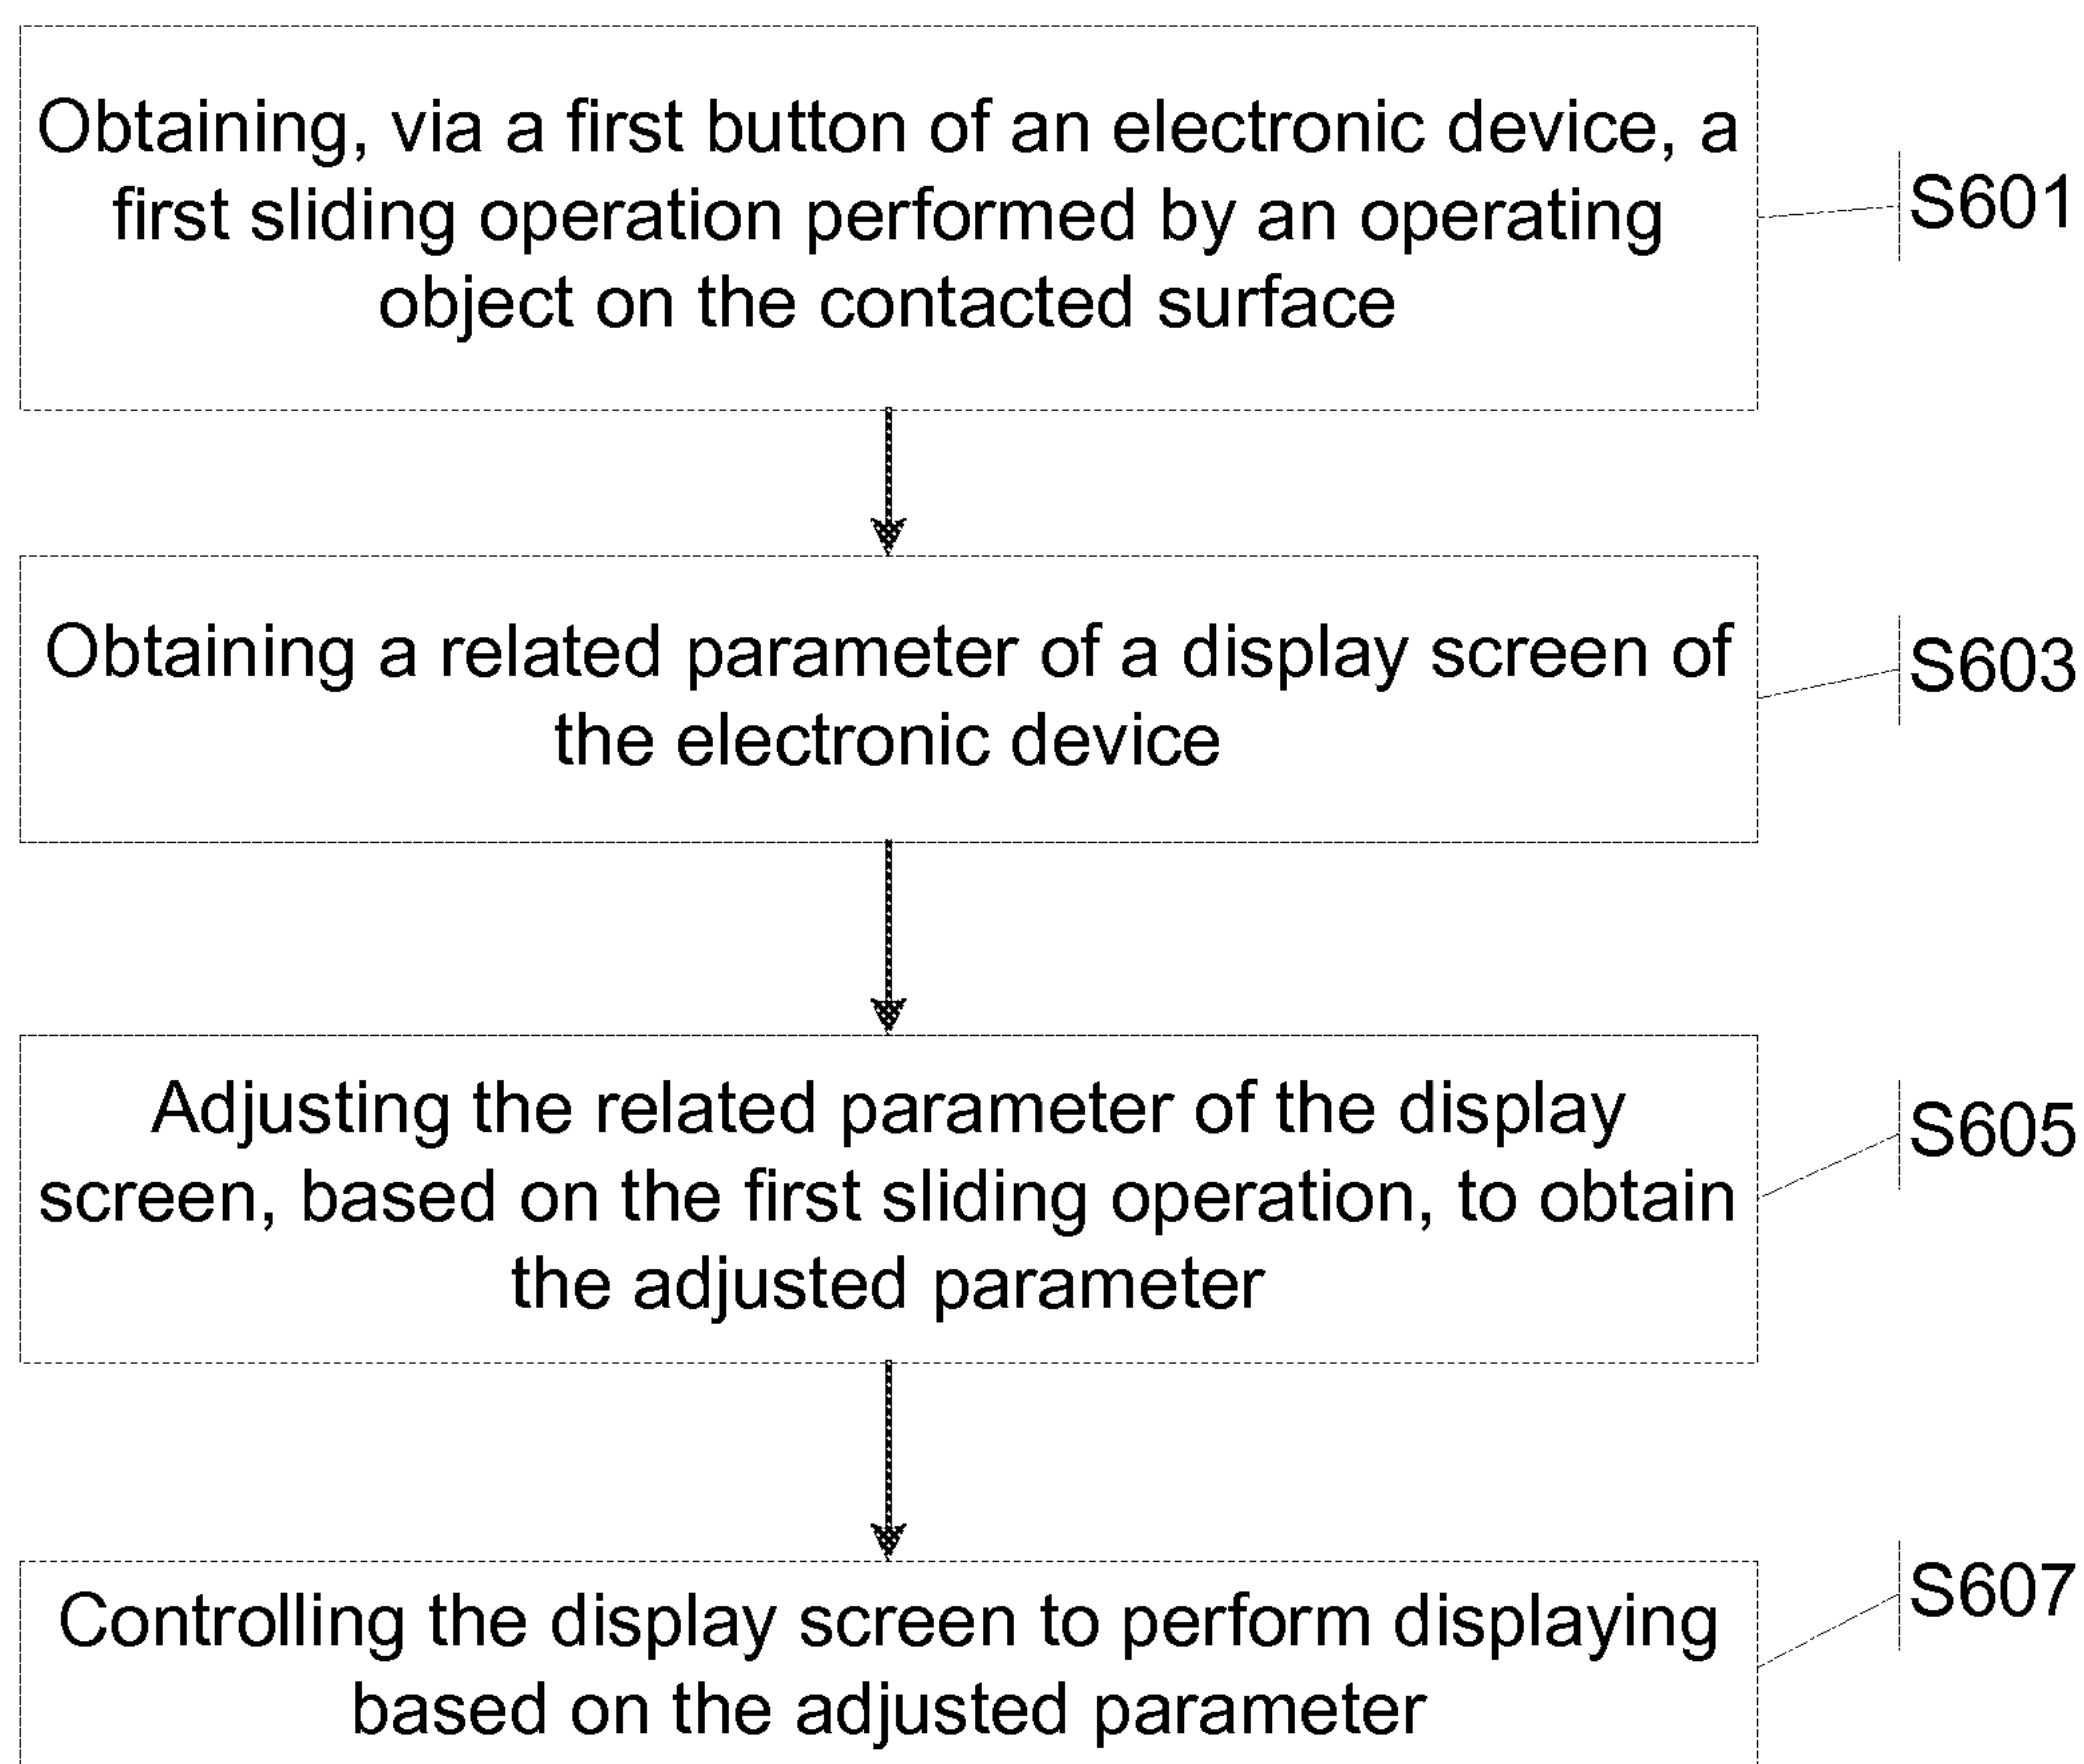 Obtaining, via a first button of an electronic device, a
first sliding operation performed by an operating
object on the contacted surface
S601
Obtaining a related parameter of a display screen of
the electronic device
S603
Adjusting the related parameter of the display
screen, based on the first sliding operation, to obtain
the adjusted parameter
S605
Controlling the display screen to perform displaying
based on the adjusted parameter
S607